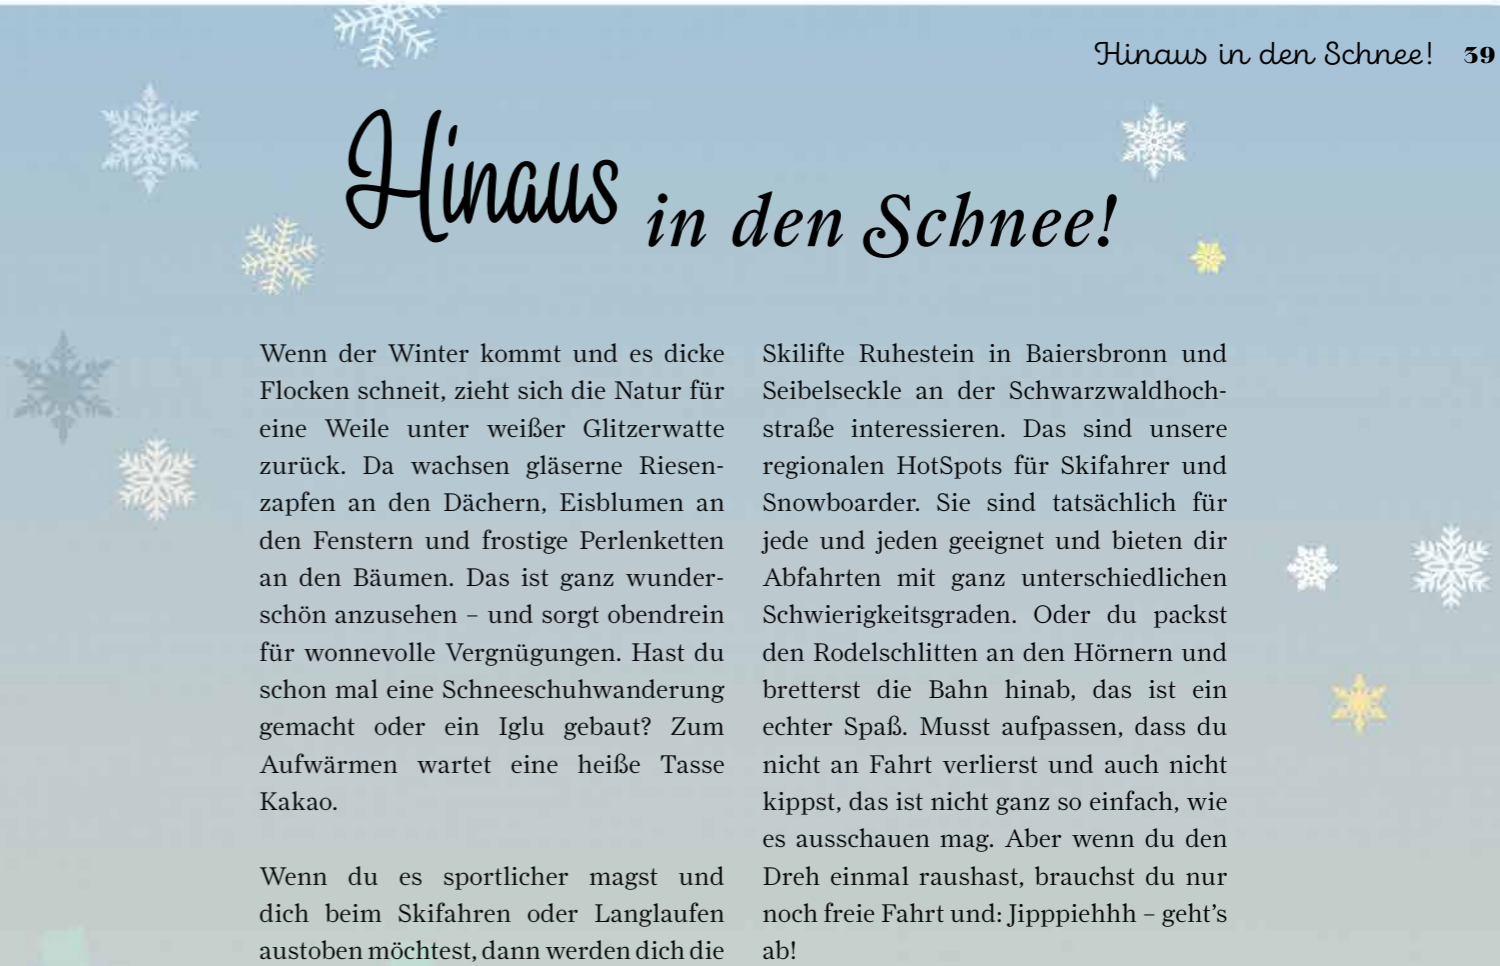 Hinaus in den Schnee! 39
Hinaus in den Schnee!
Wenn der Winter kommt und es dicke
Flocken schneit, zieht sich die Natur für
eine Weile unter weißer Glitzerwatte
zurück. Da wachsen gläserne Riesen-
zapfen an den Dächern, Eisblumen an
den Fenstern und frostige Perlenketten
an den Bäumen. Das ist ganz wunder-
schön anzusehen – und sorgt obendrein
für wonnevolle Vergnügungen. Hast du
schon mal eine Schneeschuhwanderung
gemacht oder ein Iglu gebaut? Zum
Aufwärmen wartet eine heiße Tasse
Kakao.
Wenn du es sportlicher magst und
dich beim Skifahren oder Langlaufen
austoben möchtest, dann werden dich die
Skilifte Ruhestein in Baiersbronn und
Seibelseckle an der Schwarzwaldhoch-
straße interessieren. Das sind unsere
regionalen HotSpots für Skifahrer und
Snowboarder. Sie sind tatsächlich für
jede und jeden geeignet und bieten dir
Abfahrten mit ganz unterschiedlichen
Schwierigkeitsgraden. Oder du packst
den Rodelschlitten an den Hörnern und
bretterst die Bahn hinab, das ist ein
echter Spaß. Musst aufpassen, dass du
nicht an Fahrt verlierst und auch nicht
kippst, das ist nicht ganz so einfach, wie
es ausschauen mag. Aber wenn du den
Dreh einmal raushast, brauchst du nur
noch freie Fahrt und: Jipppiehhh – geht’s
ab!